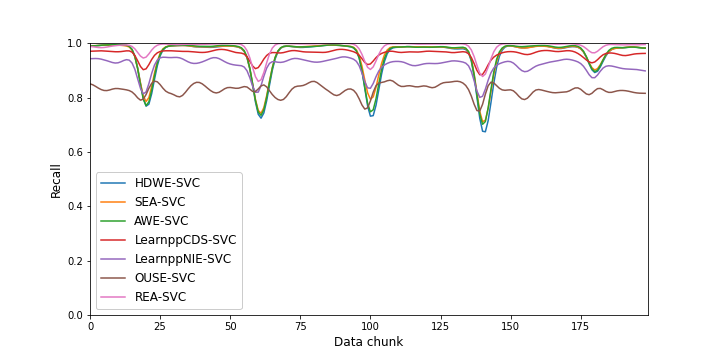 1.0
0.8
0.6
0.4
0.2
0.0
Recall
HDWE-SVC
SEA-SVC
AWE-SVC
LearnppCDS-SVC
LearnppNIE-SVC
OUSE-SVC
REA-SVC
0 25 50 75 100 125 150 175
Data chunk